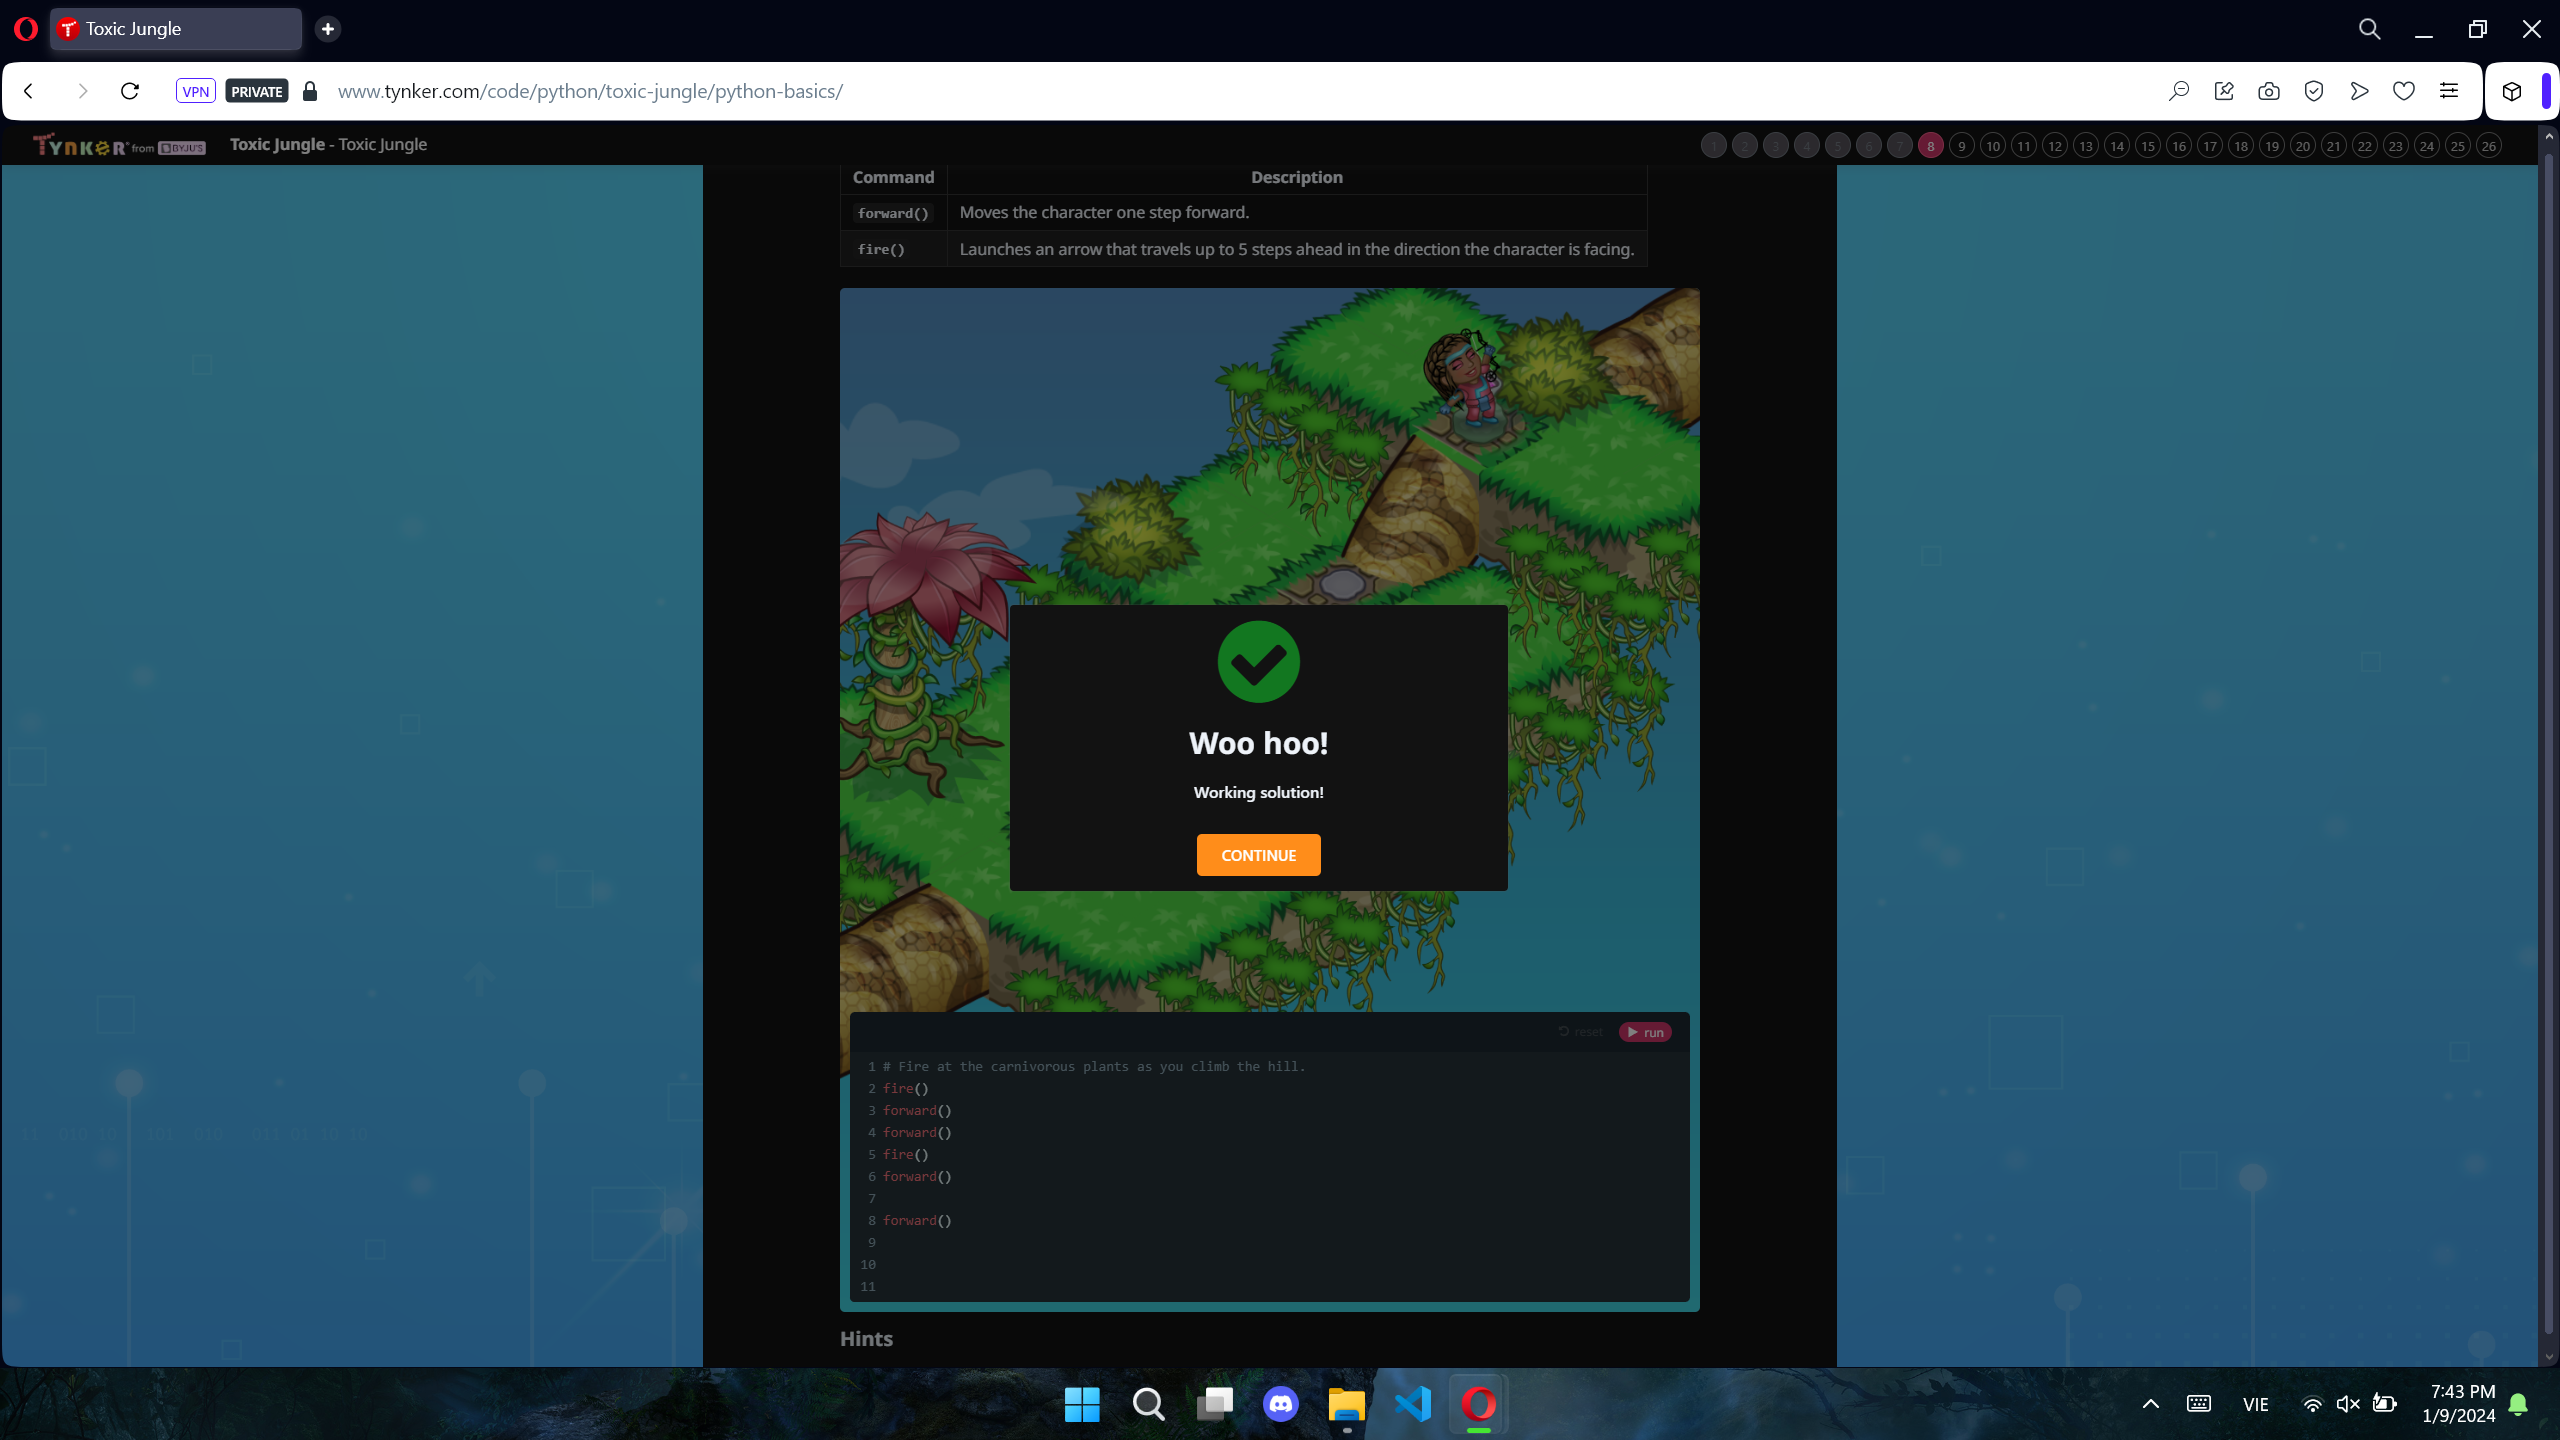 Toxic Jungle
VPN PRIVATE www.tynker.com/code/python/toxic-jungle/python-basics/
TYNKER from BYJU'S Toxic Jungle - Toxic Jungle 1 2 3 4 5 6 7 8 9 10 11 12 13 14 15 16 17 18 19 20 21 22 23 24 25 26
Command Description
forward() Moves the character one step forward.
fire() Launches an arrow that travels up to 5 steps ahead in the direction the character is facing.
Woo hoo!
Working solution!
CONTINUE
reset run
1 # Fire at the carnivorous plants as you climb the hill.
2 fire()
3 forward()
4 forward()
5 fire()
6 forward()
7
8 forward()
9
10
11
Hints
VIE 7:43 PM
1/9/2024